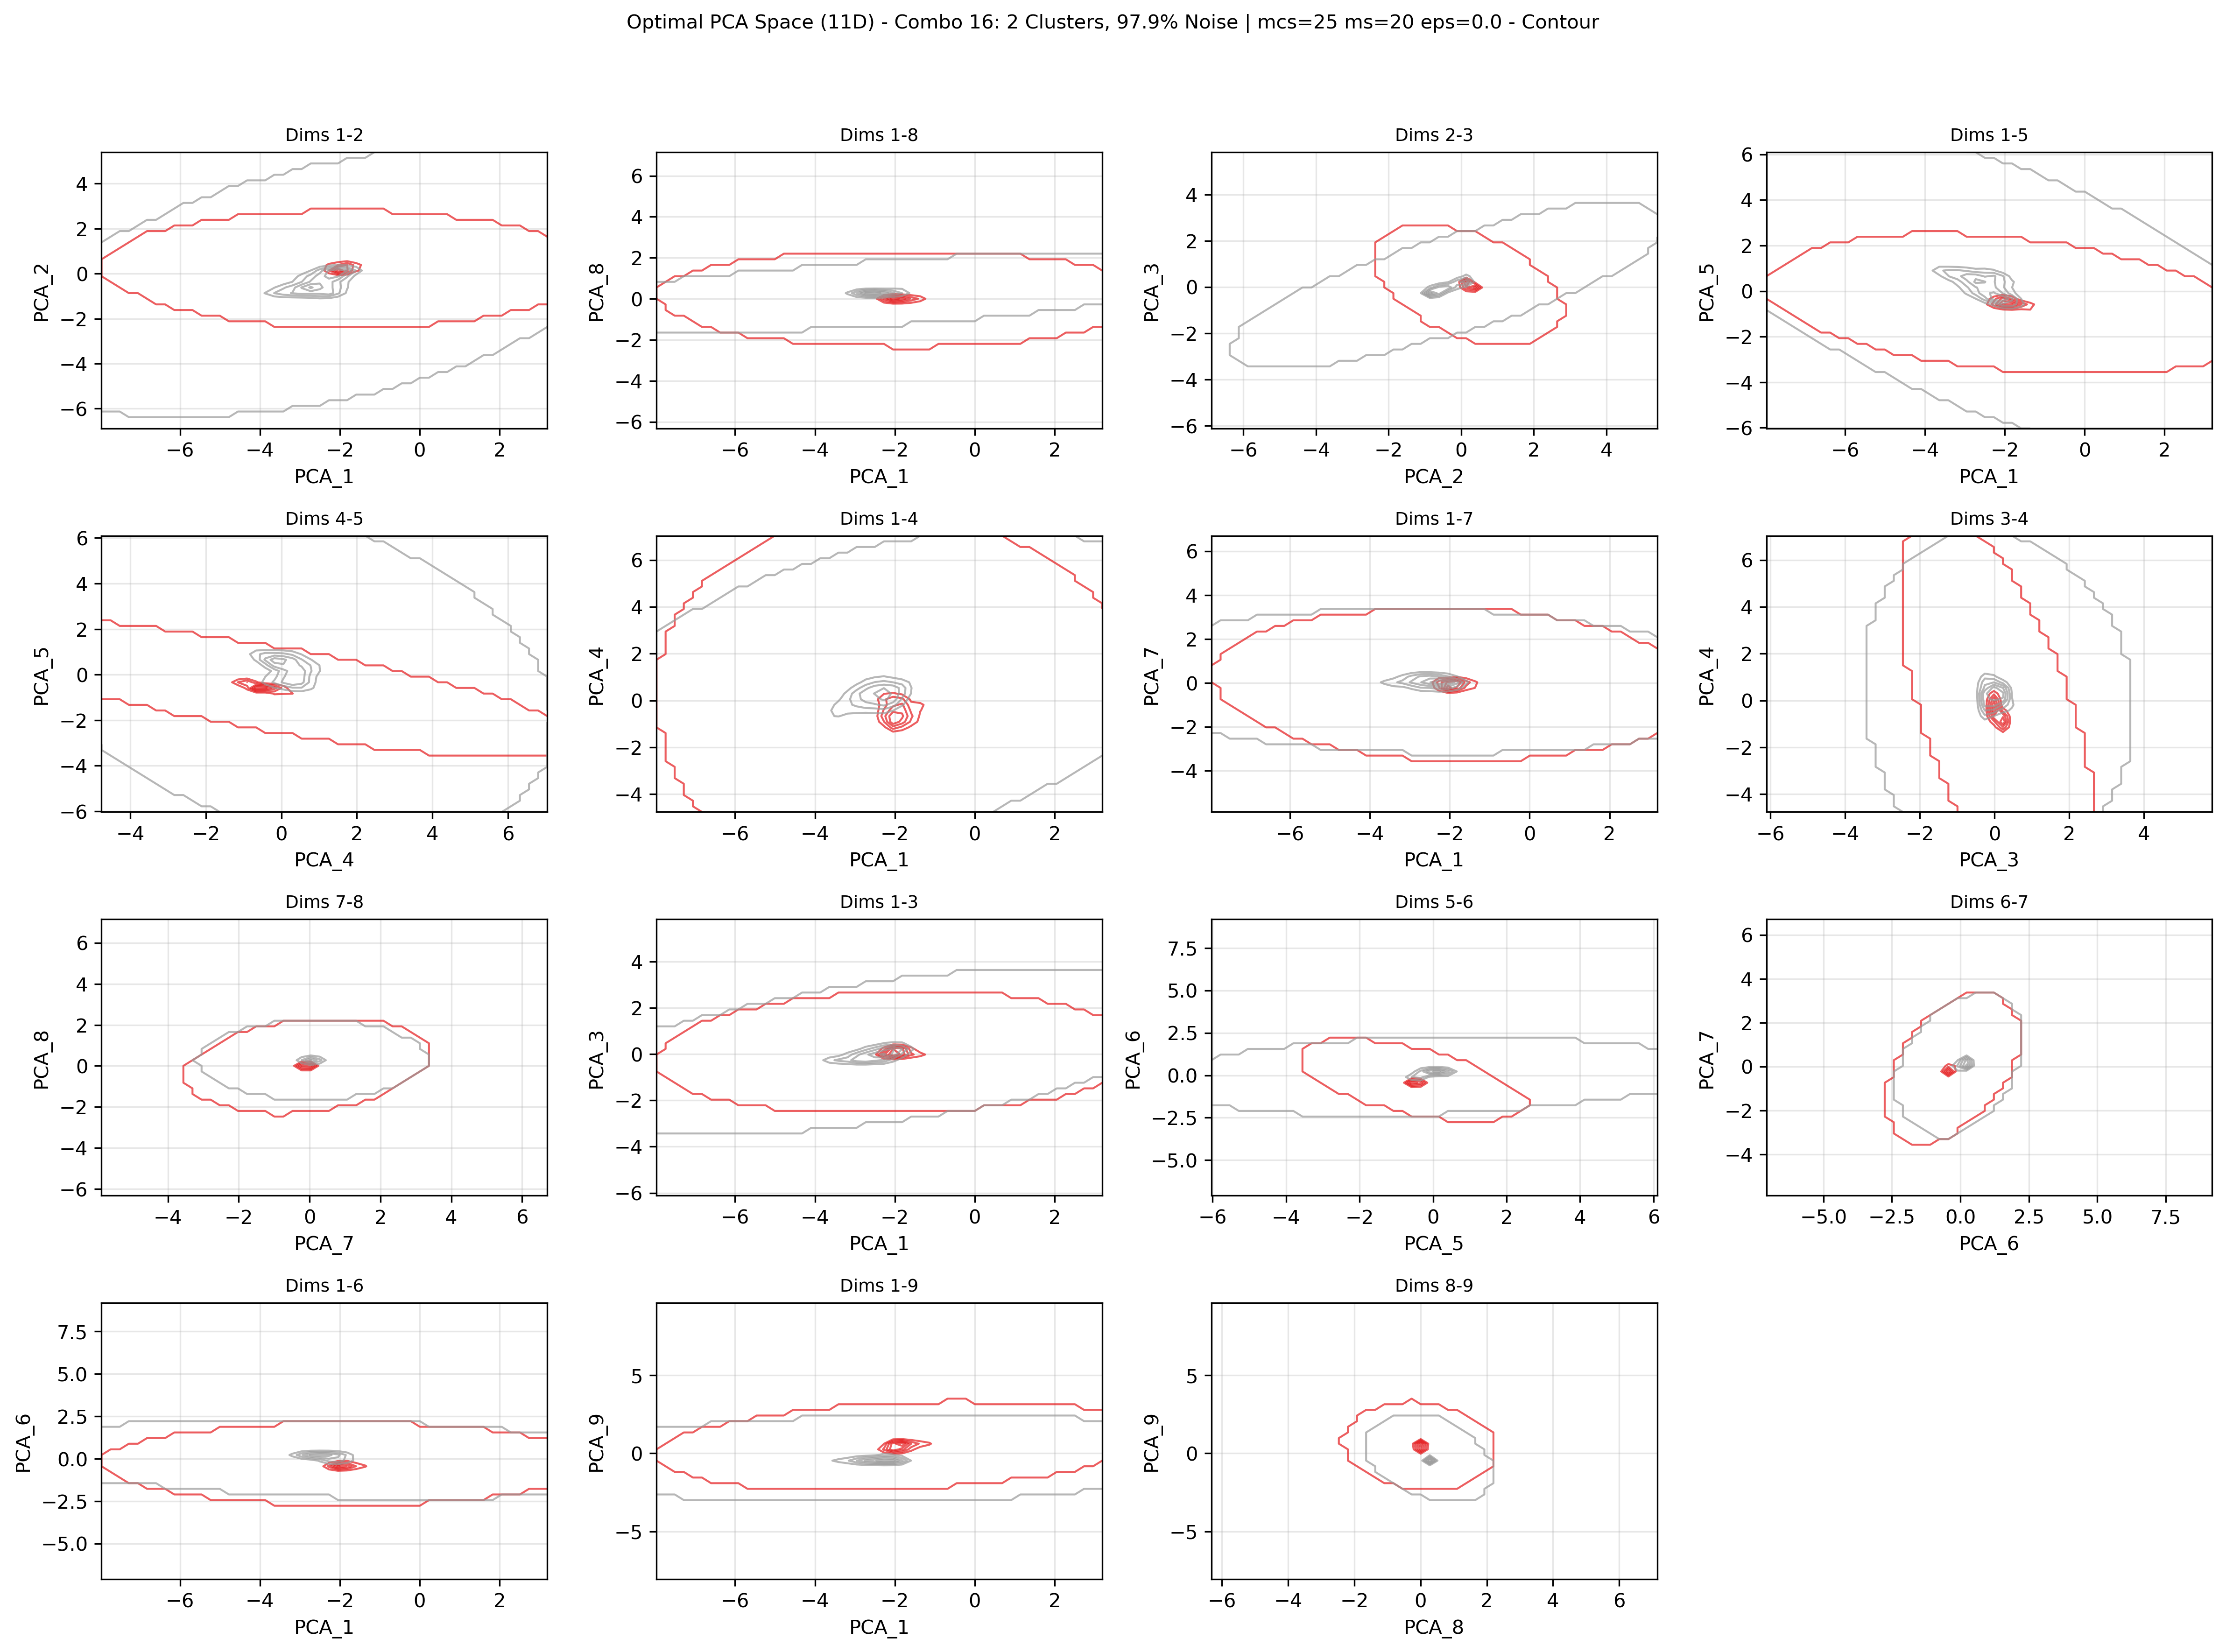 Optimal PCA Space (11D) - Combo 16: 2 Clusters, 97.9% Noise | mcs=25 ms=20 eps=0.0 - Contour
Dims 1-2
4
2
0
−2
−4
−6
PCA_2
−6 −4 −2 0 2
PCA_1
Dims 1-8
6
4
2
0
−2
−4
−6
PCA_8
−6 −4 −2 0 2
PCA_1
Dims 2-3
4
2
0
−2
−4
−6
PCA_3
−6 −4 −2 0 2 4
PCA_2
Dims 1-5
6
4
2
0
−2
−4
−6
PCA_5
−6 −4 −2 0 2
PCA_1
Dims 4-5
6
4
2
0
−2
−4
−6
PCA_5
−4 −2 0 2 4 6
PCA_4
Dims 1-4
6
4
2
0
−2
−4
PCA_4
−6 −4 −2 0 2
PCA_1
Dims 1-7
6
4
2
0
−2
−4
PCA_7
−6 −4 −2 0 2
PCA_1
Dims 3-4
6
4
2
0
−2
−4
PCA_4
−6 −4 −2 0 2 4
PCA_3
Dims 7-8
6
4
2
0
−2
−4
−6
PCA_8
−4 −2 0 2 4 6
PCA_7
Dims 1-3
4
2
0
−2
−4
−6
PCA_3
−6 −4 −2 0 2
PCA_1
Dims 5-6
7.5
5.0
2.5
0.0
−2.5
−5.0
PCA_6
−6 −4 −2 0 2 4 6
PCA_5
Dims 6-7
6
4
2
0
−2
−4
PCA_7
−5.0 −2.5 0.0 2.5 5.0 7.5
PCA_6
Dims 1-6
7.5
5.0
2.5
0.0
−2.5
−5.0
PCA_6
−6 −4 −2 0 2
PCA_1
Dims 1-9
5
0
−5
PCA_9
−6 −4 −2 0 2
PCA_1
Dims 8-9
5
0
−5
PCA_9
−6 −4 −2 0 2 4 6
PCA_8